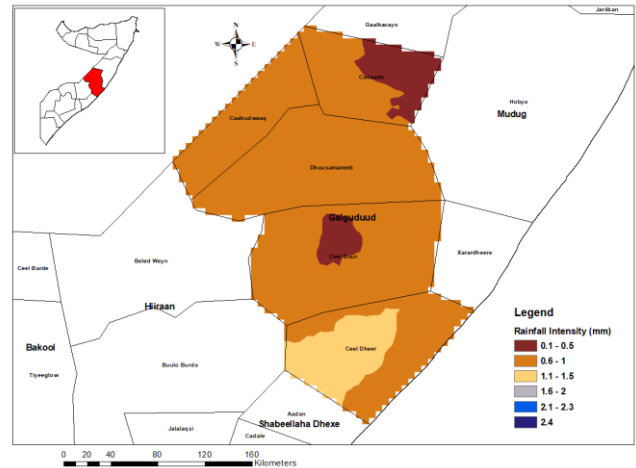 Jariiban
Gaalkacayo
N
W E
S
Cadaado
Hobyo
Mudug
Caabudwaaq
Dhuusamareeb
Galguduud
Ceel Buur
Xarardheere
Beled Weyn
Ceel Barde
Hiiraan
Bakool
Tiyeeglow
Buulo Burdo
Ceel Dheer
Aadan
Shabeellaha Dhexe
Jalalaqsi
Cadale
Legend
Rainfall Intensity (mm)
0.1 - 0.5
0.6 - 1
1.1 - 1.5
1.6 - 2
2.1 - 2.3
2.4
0 20 40 80 120 160
Kilometers